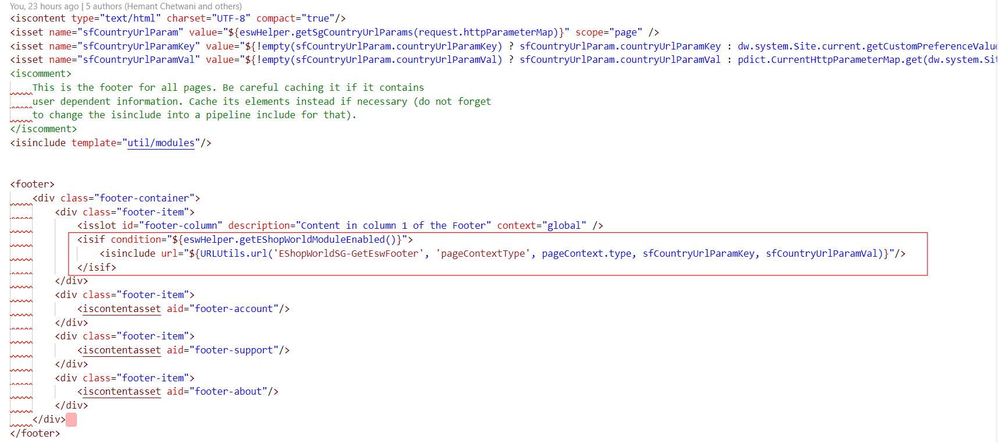 You, 23 hours ago | 5 authors (Hemant Chetwani and others)
<iscontent type="text/html" charset="UTF-8" compact="true"/>
<isset name="sfCountryUrlParam" value="${eswHelper.getSgCountryUrlParams(request.httpParameterMap)}" scope="page" />
<isset name="sfCountryUrlParamKey" value="${!empty(sfCountryUrlParam.countryUrlParamKey) ? sfCountryUrlParam.countryUrlParamKey : dw.system.Site.current.getCustomPreferenceValue
<isset name="sfCountryUrlParamVal" value="${!empty(sfCountryUrlParam.countryUrlParamVal) ? sfCountryUrlParam.countryUrlParamVal : pdict.CurrentHttpParameterMap.get(dw.system.Sit
<iscomment>
    This is the footer for all pages. Be careful caching it if it contains
    user dependent information. Cache its elements instead if necessary (do not forget
    to change the isinclude into a pipeline include for that).
</iscomment>
<isinclude template="util/modules"/>
<footer>
    <div class="footer-container">
        <div class="footer-item">
            <isslot id="footer-column" description="Content in column 1 of the Footer" context="global" />
            <isif condition="${eswHelper.getEShopWorldModuleEnabled()}">
                <isinclude url="${URLUtils.url('EShopWorldSG-GetEswFooter', 'pageContextType', pageContext.type, sfCountryUrlParamKey, sfCountryUrlParamVal)}"/>
            </isif>
        </div>
        <div class="footer-item">
            <iscontentasset aid="footer-account"/>
        </div>
        <div class="footer-item">
            <iscontentasset aid="footer-support"/>
        </div>
        <div class="footer-item">
            <iscontentasset aid="footer-about"/>
        </div>
    </div>
</footer>